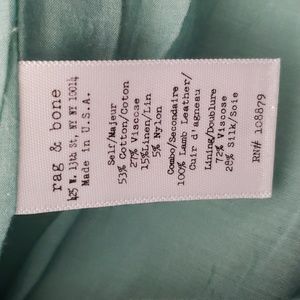 rag & bone
425 W. 13th St, NY NY 10014
Made in U.S.A.
Self/Majur
53% Cotton/Coton
27% Viscose
15%Linen/Lin
5% Nylon
Combo/Secondaire
100% Lamb Leather/
Cuir d'agneau
Lining/Doublure
72% Viscose
28% Silk/Soie
RN# 108879